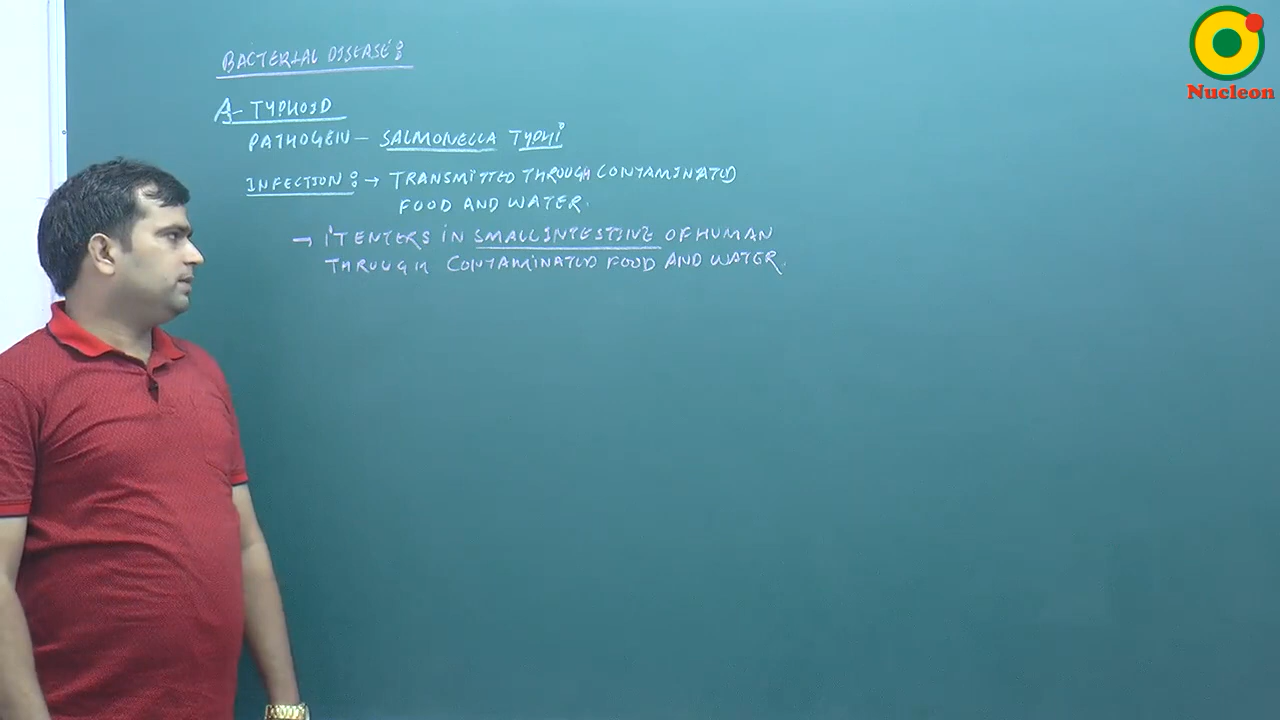 BACTERIAL DISEASE:
A- TYPHOID
PATHOGEN - SALMONELLA TYPHI
INFECTION: → TRANSMITTED THROUGH CONTAMINATED
FOOD AND WATER.
→ IT ENTERS IN SMALL INTESTINE OF HUMAN
THROUGH CONTAMINATED FOOD AND WATER.
Nucleon